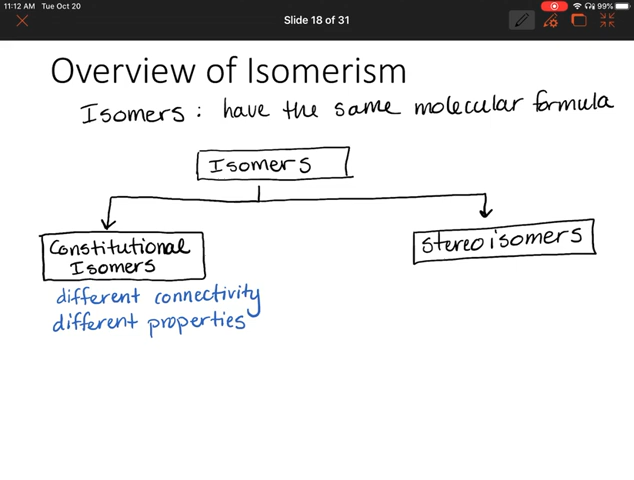 11:12 AM Tue Oct 20
99%
Slide 18 of 31
Overview of Isomerism
Isomers : have the same molecular formula
Isomers
Constitutional
Isomers
Stereoisomers
different connectivity
different properties